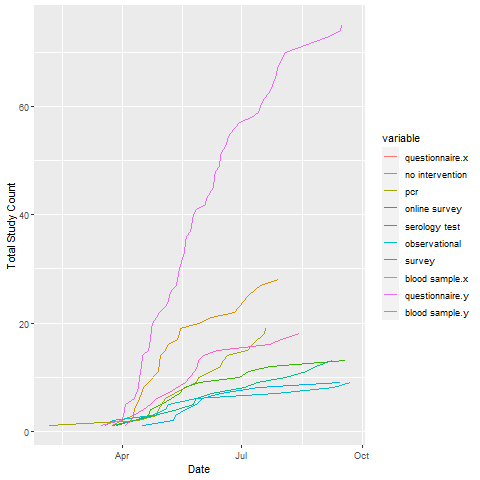 60
40
20
0
Total Study Count
Apr
Jul
Oct
Date
variable
questionnaire.x
no intervention
pcr
online survey
serology test
observational
survey
blood sample.x
questionnaire.y
blood sample.y